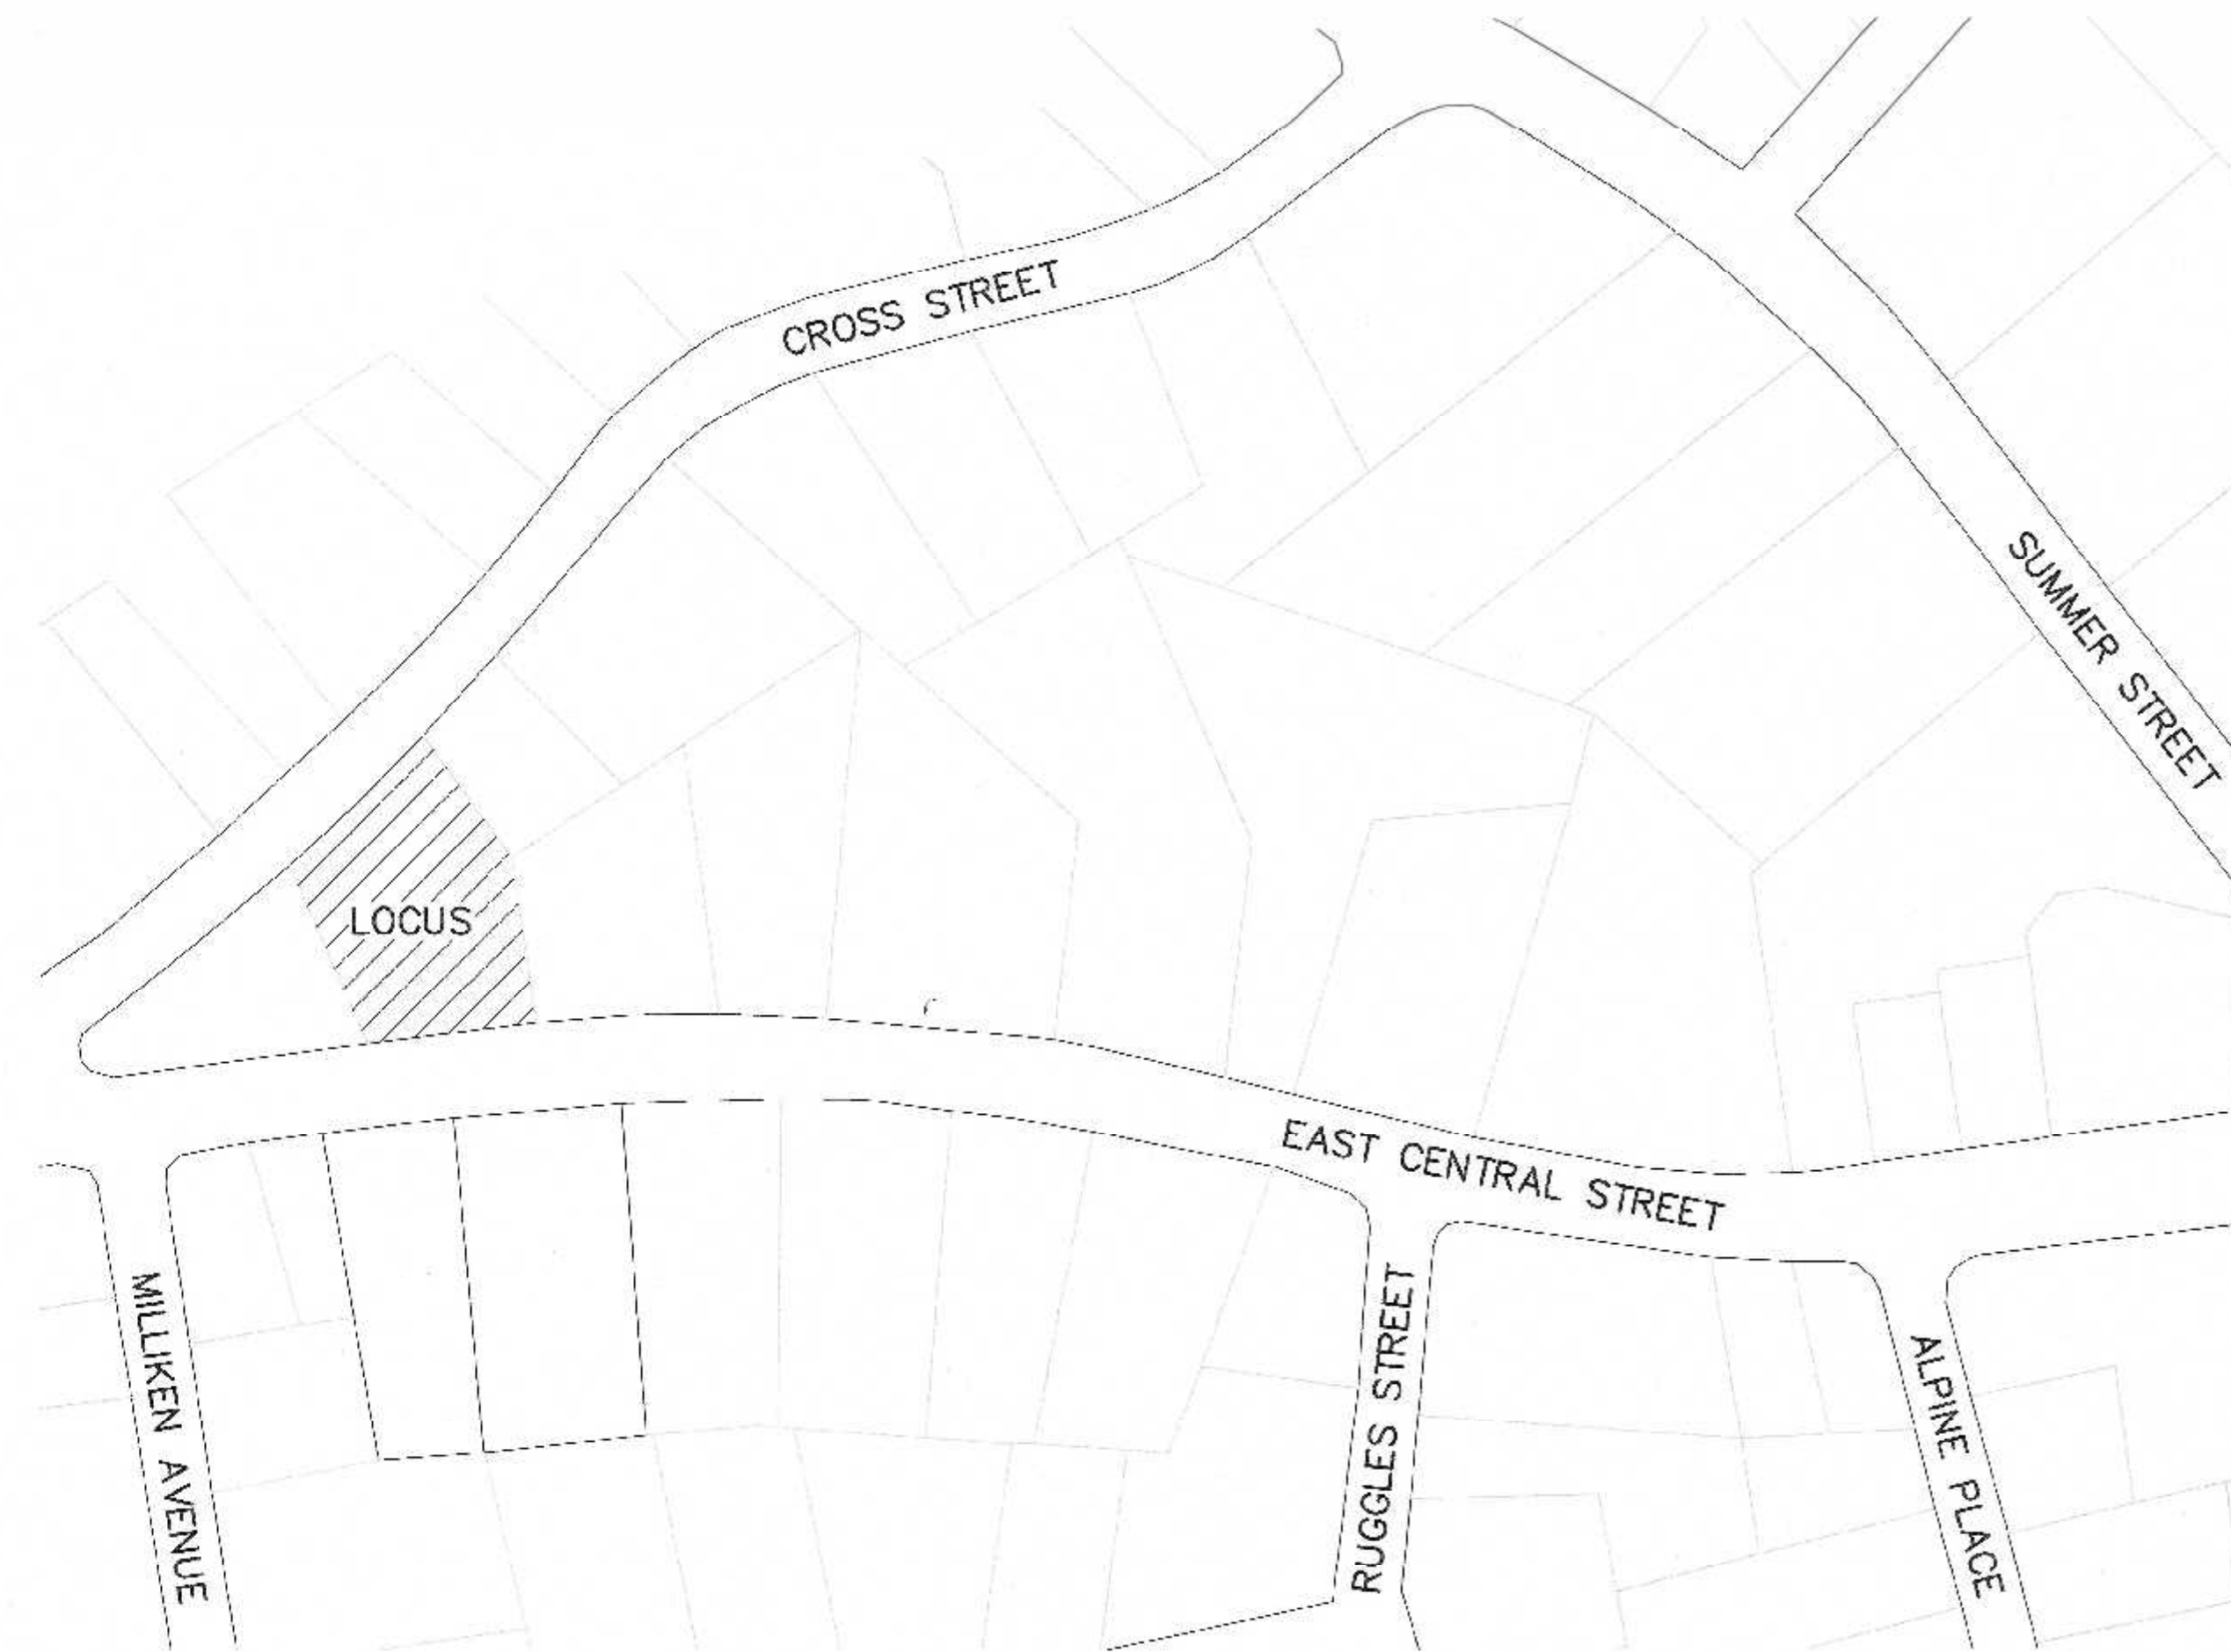 CROSS STREET
SUMMER STREET
LOCUS
EAST CENTRAL STREET
MILLIKEN AVENUE
RUGGLES STREET
ALPINE PLACE